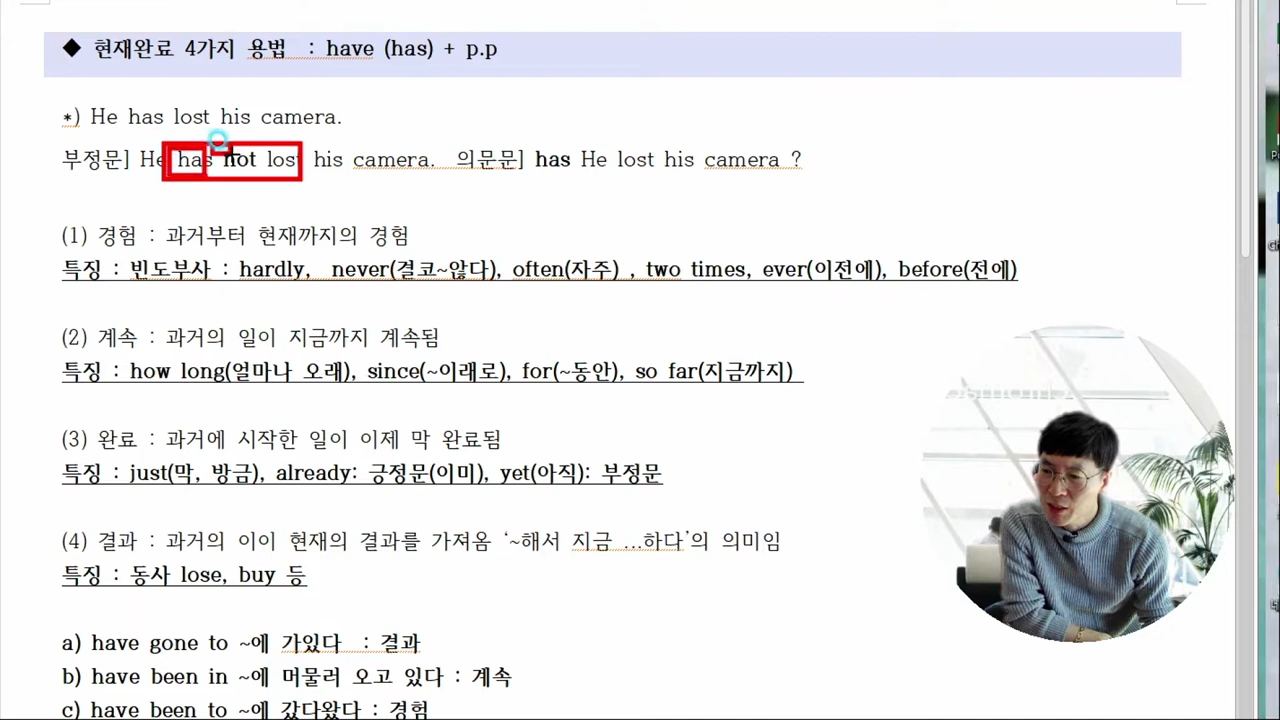 ◆ 현재완료 4가지 용법 : have (has) + p.p
*) He has lost his camera.
부정문] He has not lost his camera. 의문문] has He lost his camera ?
(1) 경험 : 과거부터 현재까지의 경험
특징 : 빈도부사 : hardly, never(결코~않다), often(자주) , two times, ever(이전에), before(전에)
(2) 계속 : 과거의 일이 지금까지 계속됨
특징 : how long(얼마나 오래), since(~이래로), for(~동안), so far(지금까지)
(3) 완료 : 과거에 시작한 일이 이제 막 완료됨
특징 : just(막, 방금), already: 긍정문(이미), yet(아직): 부정문
(4) 결과 : 과거의 이이 현재의 결과를 가져옴 ‘~해서 지금 ...하다’의 의미임
특징 : 동사 lose, buy 등
a) have gone to ~에 가있다 : 결과
b) have been in ~에 머물러 오고 있다 : 계속
c) have been to ~에 갔다왔다 : 경험